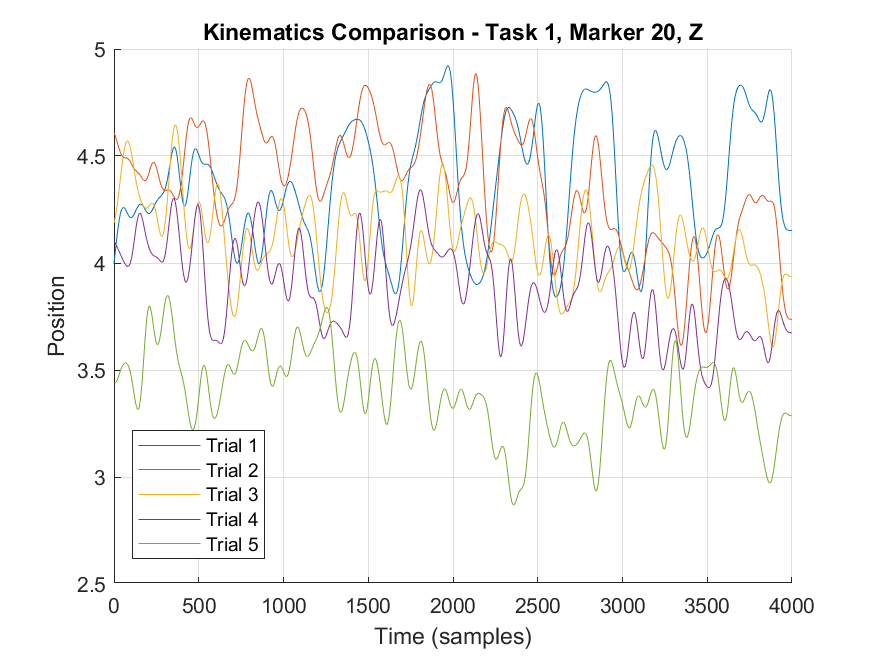 Kinematics Comparison - Task 1, Marker 20, Z
5
4.5
4
3.5
3
2.5
Position
Trial 1
Trial 2
Trial 3
Trial 4
Trial 5
0 500 1000 1500 2000 2500 3000 3500 4000
Time (samples)